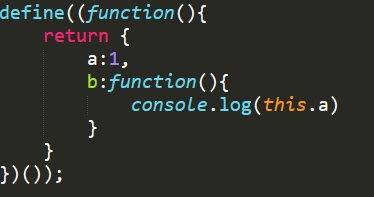 define((function(){
    return {
        a:1,
        b:function(){
            console.log(this.a)
        }
    }
})());